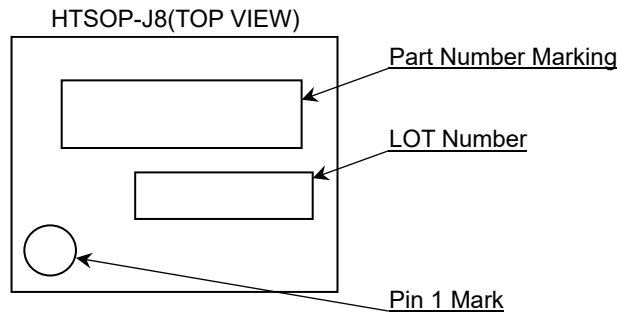 HTSOP-J8(TOP VIEW)
Part Number Marking
LOT Number
Pin 1 Mark